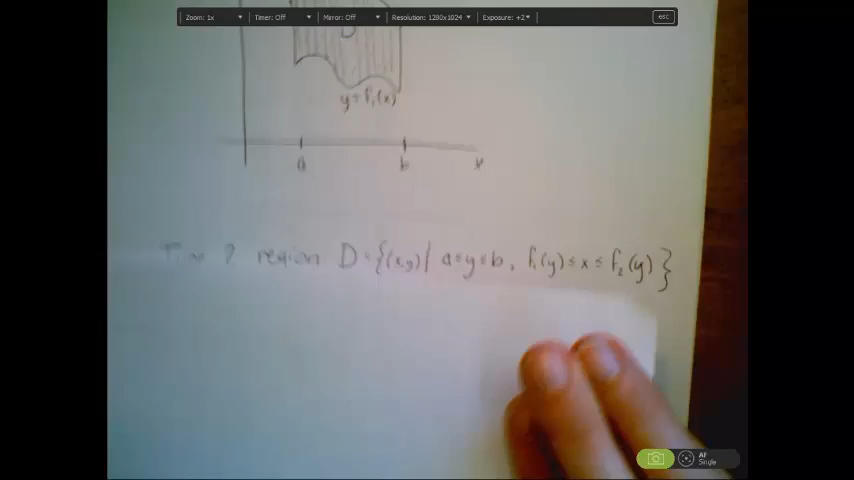 Zoom: 1x Timer: Off Mirror: Off Resolution: 1280x1024 Exposure: +2 esc
D
y = f₁(x)
a b x
Type 2 region D = {(x,y) | a ≤ y ≤ b, f₁(y) ≤ x ≤ f₂(y)}
AF
Single